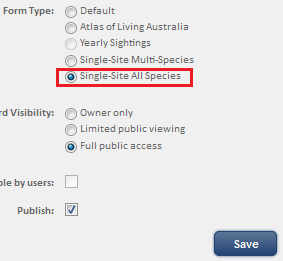 Form Type: Default
Atlas of Living Australia
Yearly Sightings
Single-Site Multi-Species
Single-Site All Species
rd Visibility: Owner only
Limited public viewing
Full public access
ble by users:
Publish:
Save